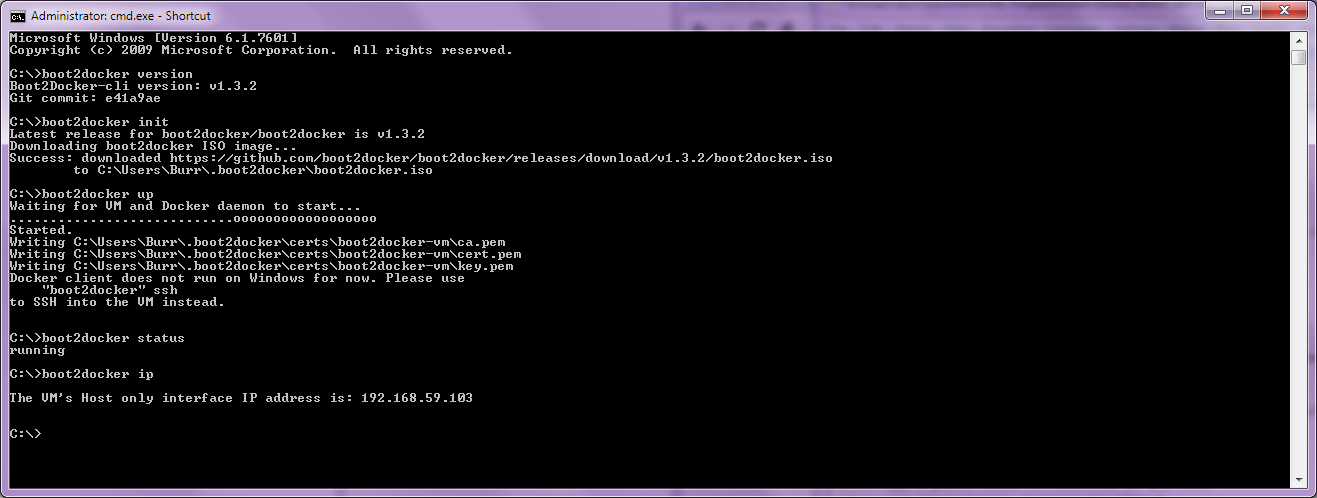 Administrator: cmd.exe - Shortcut
Microsoft Windows [Version 6.1.7601]
Copyright (c) 2009 Microsoft Corporation.  All rights reserved.
C:\>boot2docker version
Boot2Docker-cli version: v1.3.2
Git commit: e41a9ae
C:\>boot2docker init
Latest release for boot2docker/boot2docker is v1.3.2
Downloading boot2docker ISO image...
Success: downloaded https://github.com/boot2docker/boot2docker/releases/download/v1.3.2/boot2docker.iso
        to C:\Users\Burr\.boot2docker\boot2docker.iso
C:\>boot2docker up
Waiting for VM and Docker daemon to start...
............................oooooooooooooooooo
Started.
Writing C:\Users\Burr\.boot2docker\certs\boot2docker-vm\ca.pem
Writing C:\Users\Burr\.boot2docker\certs\boot2docker-vm\cert.pem
Writing C:\Users\Burr\.boot2docker\certs\boot2docker-vm\key.pem
Docker client does not run on Windows for now. Please use
    "boot2docker" ssh
to SSH into the VM instead.
C:\>boot2docker status
running
C:\>boot2docker ip
The VM's Host only interface IP address is: 192.168.59.103
C:\>